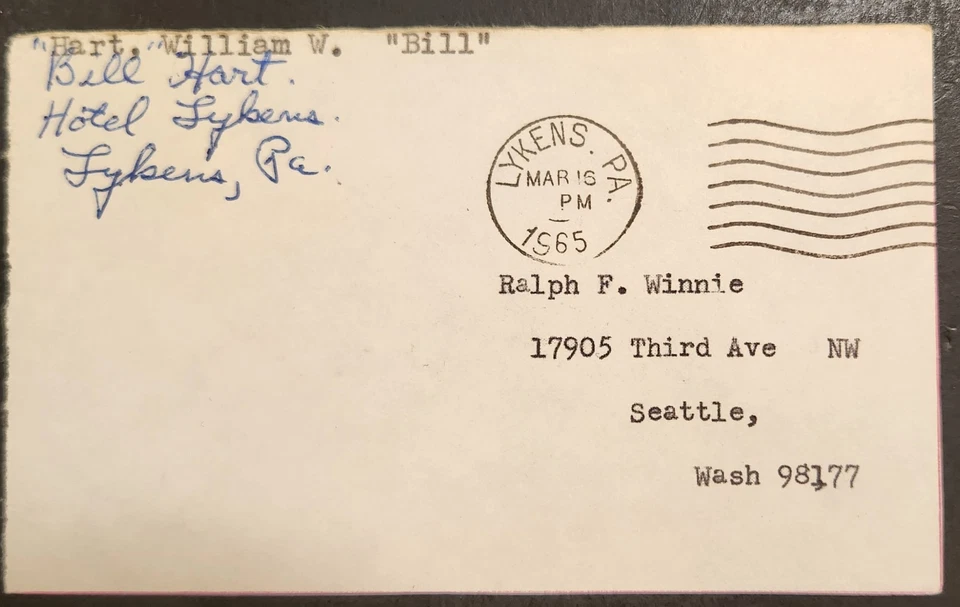 "Hart," William W. "Bill"
Bill Hart.
Hotel Lykens.
Lykens, Pa.
LYKENS. PA.
MAR 16
PM
1965
Ralph F. Winnie
17905 Third Ave NW
Seattle,
Wash 98177